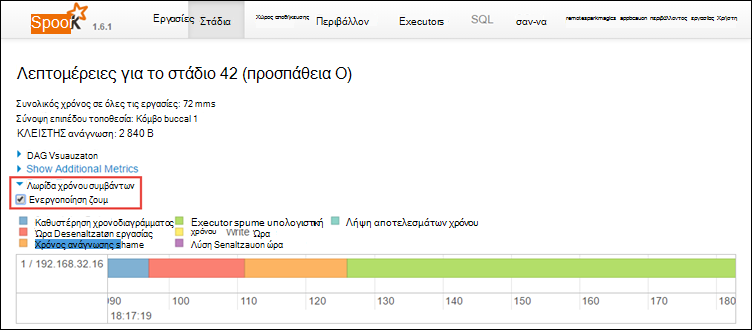 Spook 1.6.1 Εργασίες Στάδια Χώρος αποθήκευσης Περιβάλλον Executors SQL σαν-να remotesparkmagics appbcauon περιβάλλοντος εργασίας Χρήστη
Λεπτομέρειες για το στάδιο 42 (προσπάθεια Ο)
Συνολικός χρόνος σε όλες τις εργασίες: 72 mms
Σύνοψη επιπέδου τοποθεσία: Κόμβο buccal 1
ΚΛΕΙΣΤΗΣ ανάγνωση: 2 840 Β
DAG Vsuauzaton
Show Additional Metrics
Λωρίδα χρόνου συμβάντων
Ενεργοποίηση ζουμ
Καθυστέρηση χρονοδιαγράμματος Executor spume υπολογιστική Λήψη αποτελεσμάτων χρόνου
Ώρα Desenaltzatøn εργασίας χρόνου Write Ώρα
Χρόνος ανάγνωσης shame Λύση Senaltzauon ώρα
1 / 192.168.32.16
090 100 110 120 130 140 150 160 170 180
18:17:19